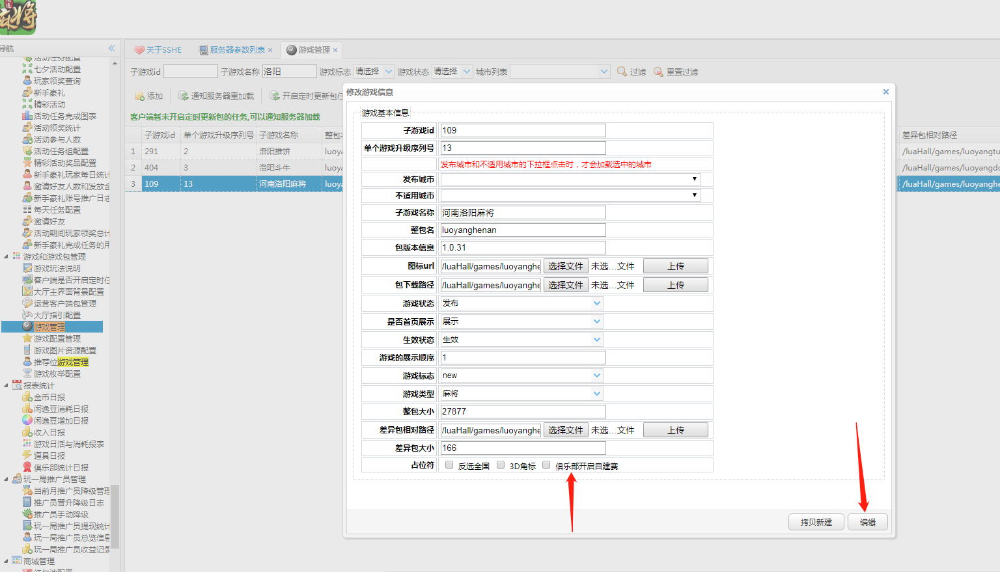 麻将
导航
活动任务配置
七夕活动配置
玩家领奖查询
新手豪礼
精彩活动
活动任务完成图表
活动领奖统计
活动参与人数
活动任务组配置
精彩活动奖品配置
新手豪礼玩家每日统计
邀请好友人数和发放金
新手豪礼账号推广日志
每天任务配置
邀请好友
活动期间玩家领奖总计
新手豪礼完成任务的用
游戏和游戏包管理
游戏玩法说明
客户端是否开启定时任
大厅主界面背景配置
运营客户端包管理
大厅指引配置
游戏管理
游戏配置管理
游戏图片资源配置
推荐位游戏管理
游戏枚举配置
报表统计
金币日报
闲逸豆消耗日报
闲逸豆增加日报
收入日报
游戏日活与消耗报表
道具日报
俱乐部统计日报
玩一局推广员管理
当前月推广员降级管理
推广员晋升降级日志
推广员手动降级
玩一局推广员提现统计
玩一局推广员总览信息
玩一局推广员收益记录
商城管理
关于SSHE 服务器参数列表 × 游戏管理 ×
子游戏id 子游戏名称 洛阳 游戏标志 请选择 游戏状态 请选择 城市列表 过滤 重置过滤
添加 通知服务器重加载 开启定时更新包任
客户端暂未开启定时更新包的任务,可以通知服务器加载
子游戏id 单个游戏升级序列号 子游戏名称 整包名 差异包相对路径
1 291 2 洛阳推饼 luoya /luaHall/games/luoyangtu
2 404 3 洛阳斗牛 luoya /luaHall/games/luoyangdo
3 109 13 河南洛阳麻将 luoya /luaHall/games/luoyanghe
修改游戏信息
游戏基本信息
子游戏id 109
单个游戏升级序列号 13
发布城市和不适用城市的下拉框点击时，才会加载选中的城市
发布城市
不适用城市
子游戏名称 河南洛阳麻将
整包名 luoyanghenan
包版本信息 1.0.31
图标url /luaHall/games/luoyanghe 选择文件 未选…文件 上传
包下载路径 /luaHall/games/luoyanghe 选择文件 未选…文件 上传
游戏状态 发布
是否首页展示 展示
生效状态 生效
游戏的展示顺序 1
游戏标志 new
游戏类型 麻将
整包大小 27877
差异包相对路径 /luaHall/games/luoyanghe 选择文件 未选…文件 上传
差异包大小 166
占位符 反选全国 3D角标 俱乐部开启自建赛
拷贝新建 编辑